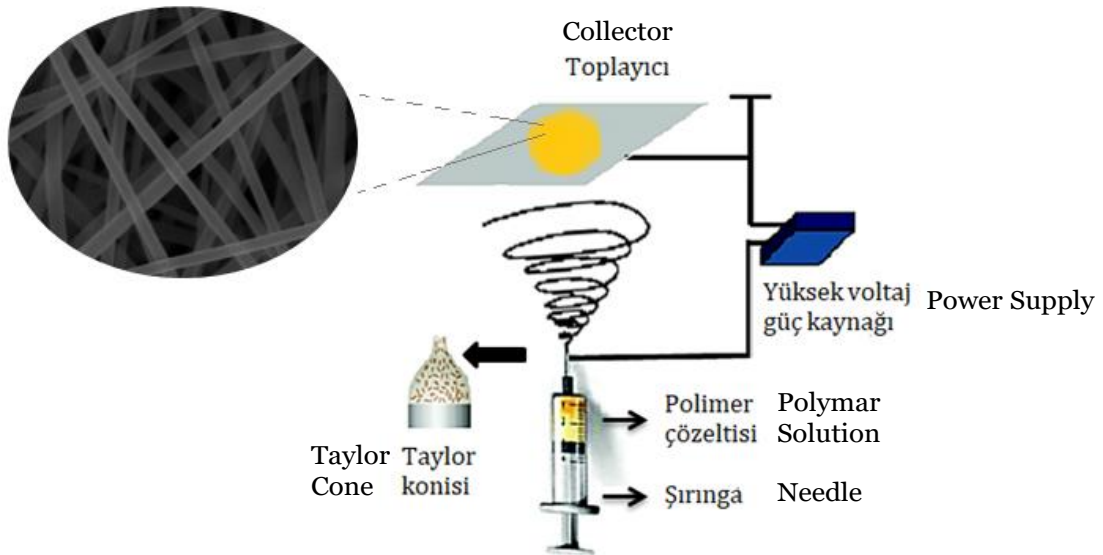 Collector
Toplayıcı
Yüksek voltaj
güç kaynağı
Power Supply
Taylor
Cone
Taylor
konisi
Polimer
çözeltisi
Polymar
Solution
Şırınga
Needle